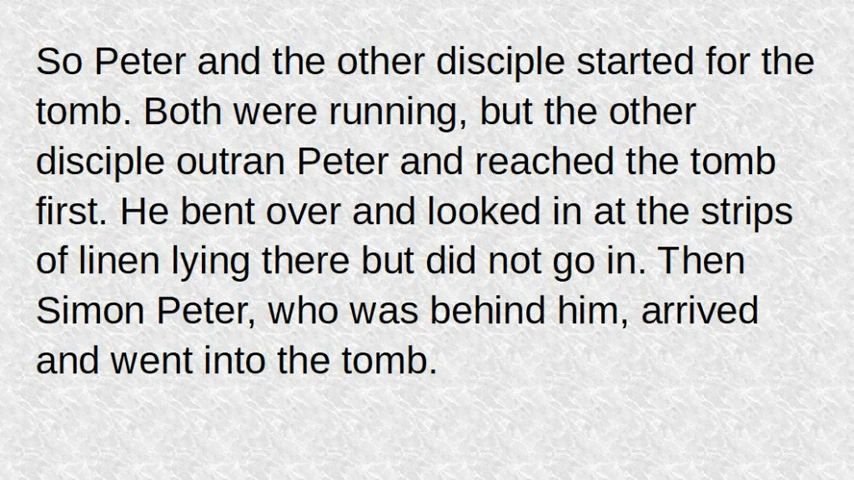 So Peter and the other disciple started for the
tomb. Both were running, but the other
disciple outran Peter and reached the tomb
first. He bent over and looked in at the strips
of linen lying there but did not go in. Then
Simon Peter, who was behind him, arrived
and went into the tomb.